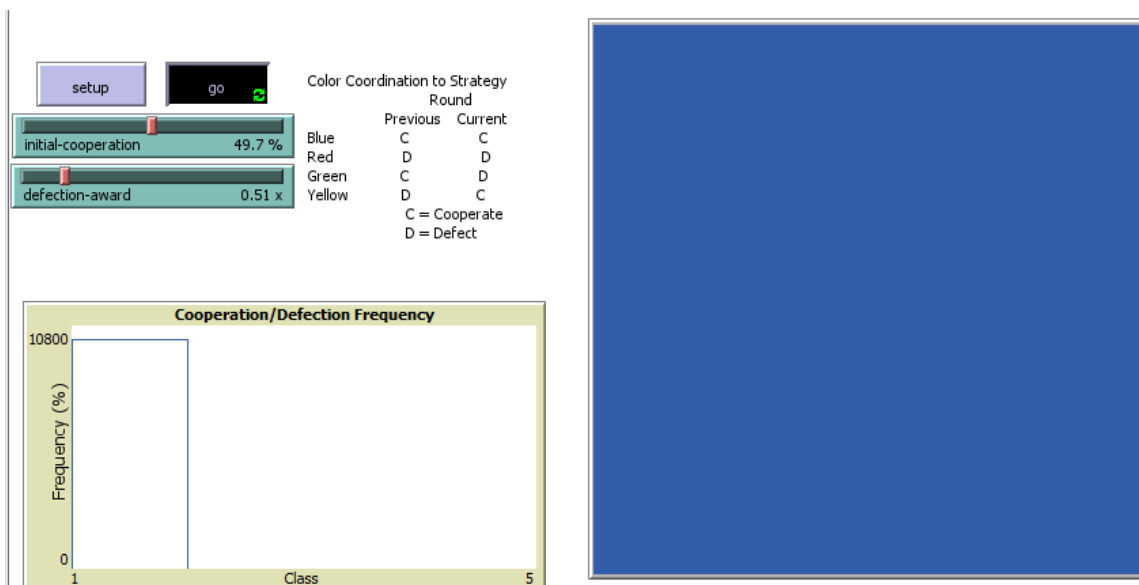 setup
go
initial-cooperation 49.7 %
defection-award 0.51 x
Color Coordination to Strategy
Round
Previous Current
Blue C C
Red D D
Green C D
Yellow D C
C = Cooperate
D = Defect
Cooperation/Defection Frequency
10800
Frequency (%)
0
1 Class 5